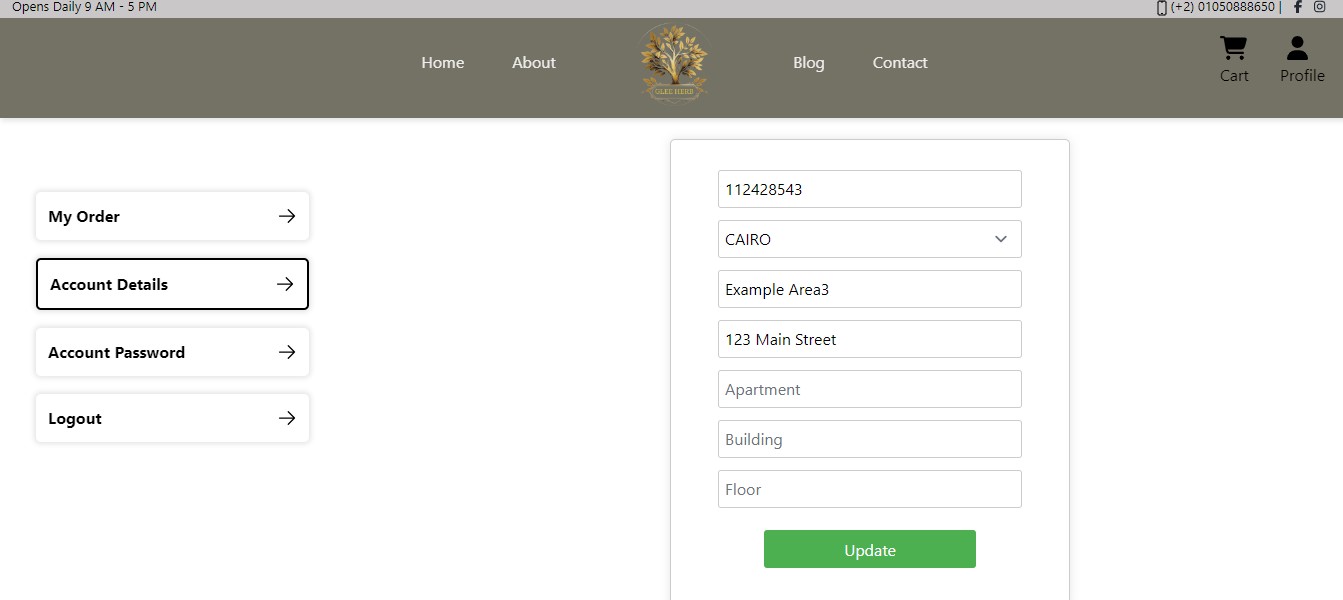 Opens Daily 9 AM - 5 PM
(+2) 01050888650 |
Home
About
GLEE HERB
Blog
Contact
Cart
Profile
My Order
Account Details
Account Password
Logout
112428543
CAIRO
Example Area3
123 Main Street
Apartment
Building
Floor
Update